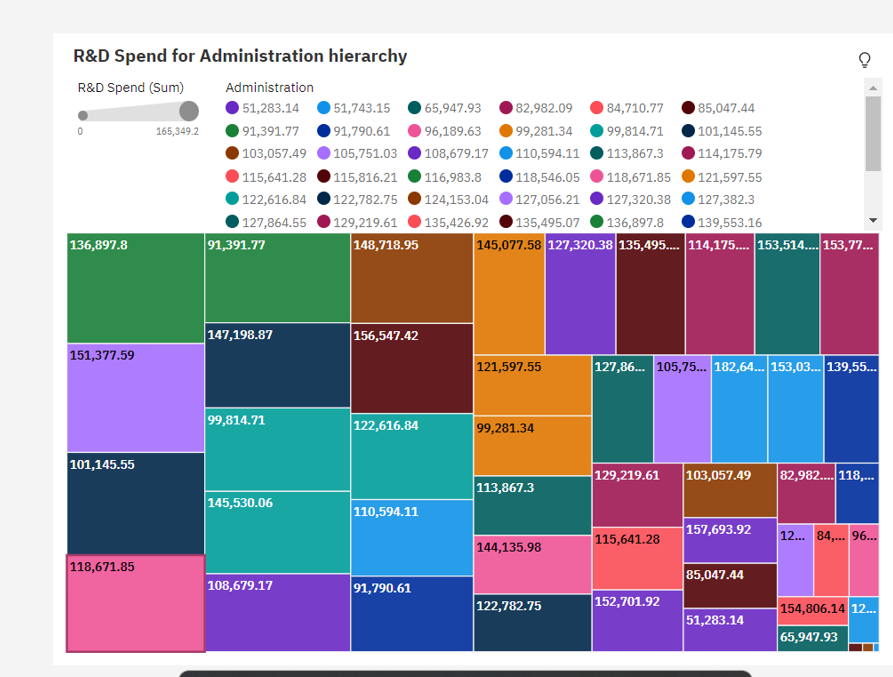 R&D Spend for Administration hierarchy
R&D Spend (Sum)
0 165,349.2
Administration
51,283.14 51,743.15 65,947.93 82,982.09 84,710.77 85,047.44
91,391.77 91,790.61 96,189.63 99,281.34 99,814.71 101,145.55
103,057.49 105,751.03 108,679.17 110,594.11 113,867.3 114,175.79
115,641.28 115,816.21 116,983.8 118,546.05 118,671.85 121,597.55
122,616.84 122,782.75 124,153.04 127,056.21 127,320.38 127,382.3
127,864.55 129,219.61 135,426.92 135,495.07 136,897.8 139,553.16
136,897.8 91,391.77 148,718.95 145,077.58 127,320.38 135,495.... 114,175.... 153,514.... 153,77...
147,198.87 156,547.42
151,377.59 121,597.55 127,86... 105,75... 182,64... 153,03... 139,55...
99,814.71 122,616.84 99,281.34
101,145.55 129,219.61 103,057.49 82,982.... 118,...
145,530.06 110,594.11 113,867.3
157,693.92 12... 84,... 96...
144,135.98 115,641.28
118,671.85 85,047.44
108,679.17 91,790.61 122,782.75 152,701.92 154,806.14 12...
51,283.14 65,947.93